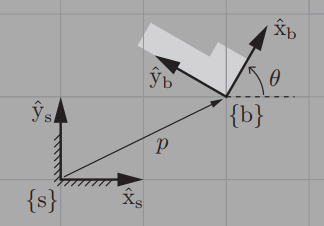 x̂_b
ŷ_b
θ
{b}
ŷ_s
p
{s}
x̂_s